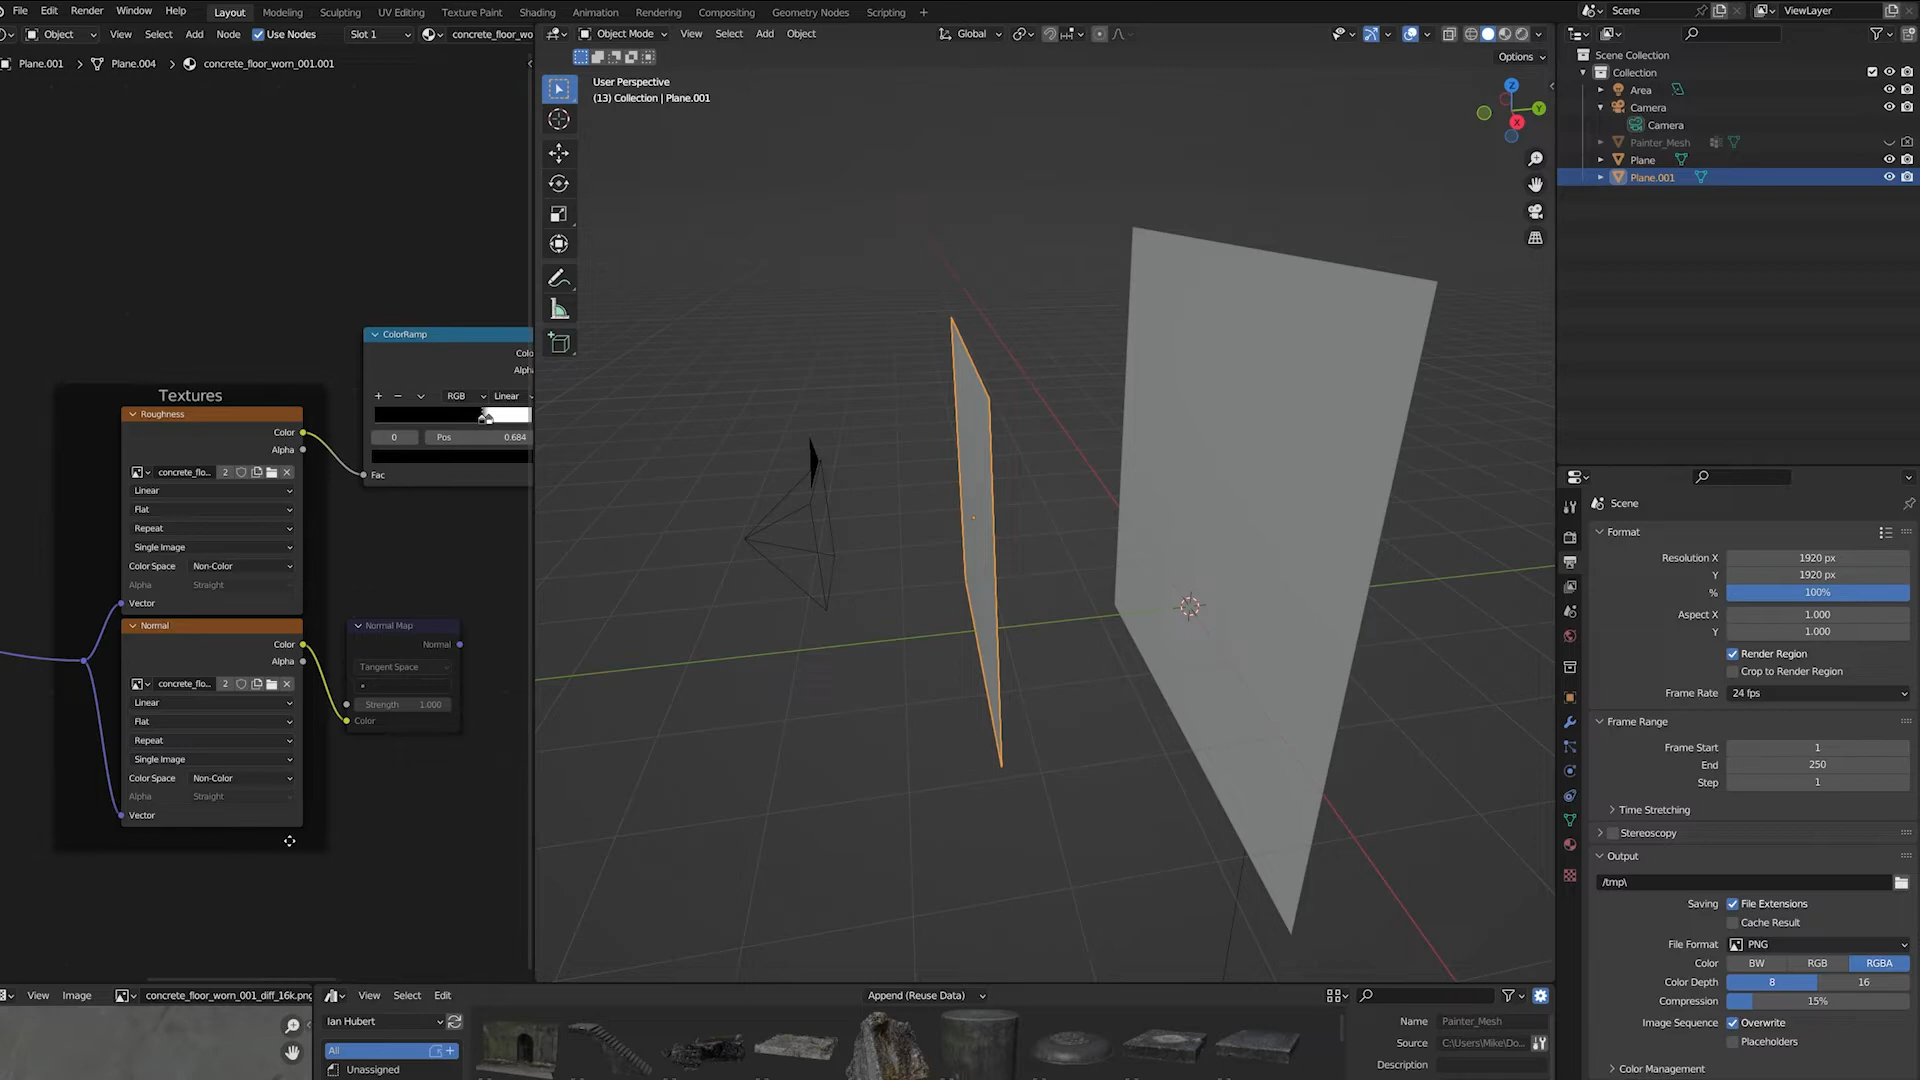 File Edit Render Window Help Layout Modeling Sculpting UV Editing Texture Paint Shading Animation Rendering Compositing Geometry Nodes Scripting + Scene ViewLayer
Object View Select Add Node Use Nodes Slot 1 concrete_floor_wo Object Mode View Select Add Object Global
Options
Plane.001 Plane.004 concrete_floor_worn_001.001
User Perspective
(13) Collection | Plane.001
Z
Y
X
Scene Collection
Collection
Area
Camera
Camera
Painter_Mesh
Plane
Plane.001
ColorRamp
Colo
Alph
+ - RGB Linear
0 Pos 0.684
Fac
Textures
Roughness
Color
Alpha
concrete_flo.. 2
Linear
Flat
Repeat
Single Image
Color Space Non-Color
Alpha Straight
Vector
Normal
Color
Alpha
concrete_flo.. 2
Linear
Flat
Repeat
Single Image
Color Space Non-Color
Alpha Straight
Vector
Normal Map
Normal
Tangent Space
Strength 1.000
Color
Scene
Format
Resolution X 1920 px
Y 1920 px
% 100%
Aspect X 1.000
Y 1.000
Render Region
Crop to Render Region
Frame Rate 24 fps
Frame Range
Frame Start 1
End 250
Step 1
Time Stretching
Stereoscopy
Output
/tmp\
Saving File Extensions
Cache Result
File Format PNG
Color BW RGB RGBA
Color Depth 8 16
Compression 15%
Image Sequence Overwrite
Placeholders
Color Management
View Image concrete_floor_worn_001_diff_16k.png
View Select Edit Append (Reuse Data)
Ian Hubert
All
Unassigned
Name Painter_Mesh
Source C:\Users\Mike\Do...
Description